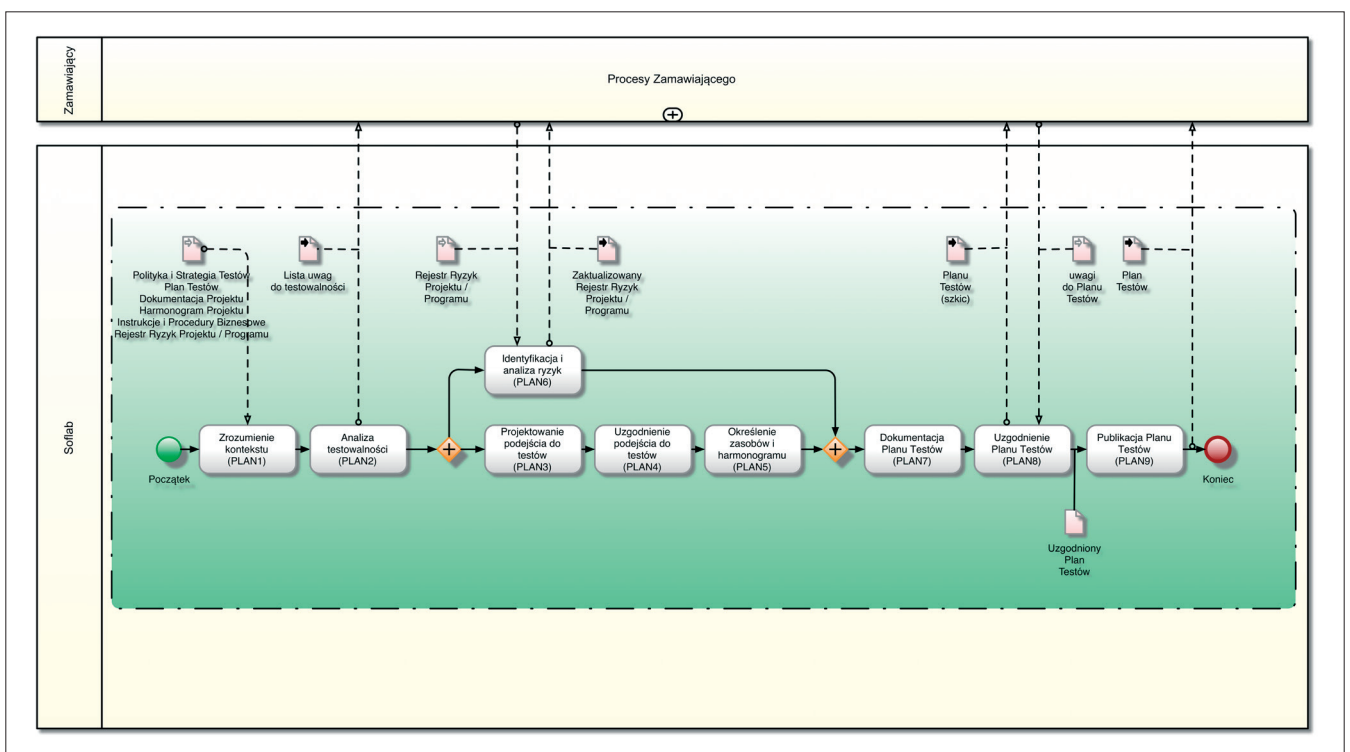 Zamawiający
Procesy Zamawiającego
Soflab
Polityka i Strategia Testów
Plan Testów
Dokumentacja Projektu
Harmonogram Projektu
Instrukcje i Procedury Biznesowe
Rejestr Ryzyk Projektu / Programu
Lista uwag
do testowalności
Rejestr Ryzyk
Projektu /
Programu
Zaktualizowany
Rejestr Ryzyk
Projektu /
Programu
Planu
Testów
(szkic)
uwagi
do Planu
Testów
Plan
Testów
Identyfikacja i
analiza ryzyk
(PLAN6)
Początek
Zrozumienie
kontekstu
(PLAN1)
Analiza
testowalności
(PLAN2)
Projektowanie
podejścia do
testów
(PLAN3)
Uzgodnienie
podejścia do
testów
(PLAN4)
Określenie
zasobów i
harmonogramu
(PLAN5)
Dokumentacja
Planu Testów
(PLAN7)
Uzgodnienie
Planu Testów
(PLAN8)
Publikacja Planu
Testów
(PLAN9)
Koniec
Uzgodniony
Plan
Testów